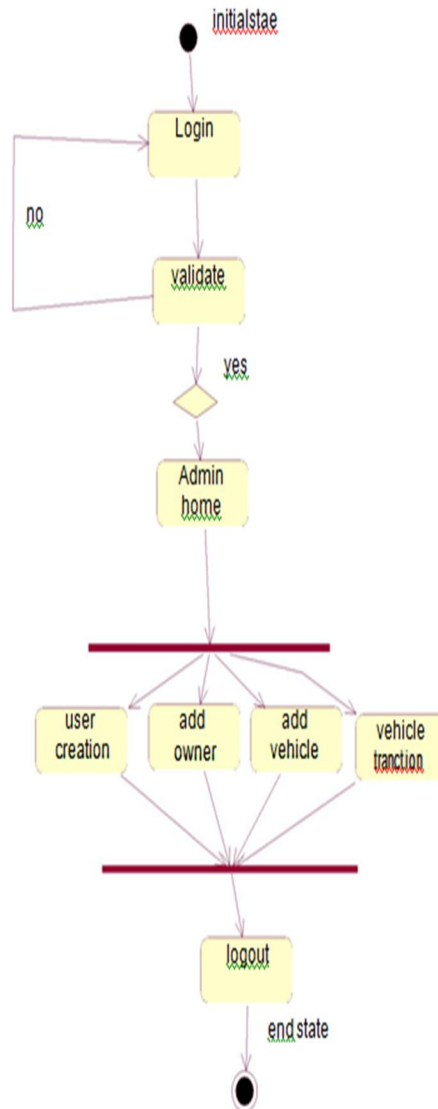 initialstae
Login
no
validate
yes
Admin
home
user
creation
add
owner
add
vehicle
vehicle
tranction
logout
end state